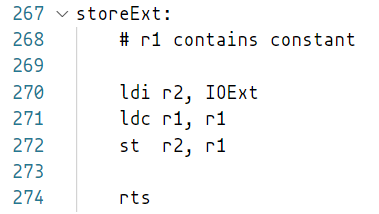 267 storeExt:
268 # r1 contains constant
269
270 ldi r2, IOExt
271 ldc r1, r1
272 st r2, r1
273
274 rts